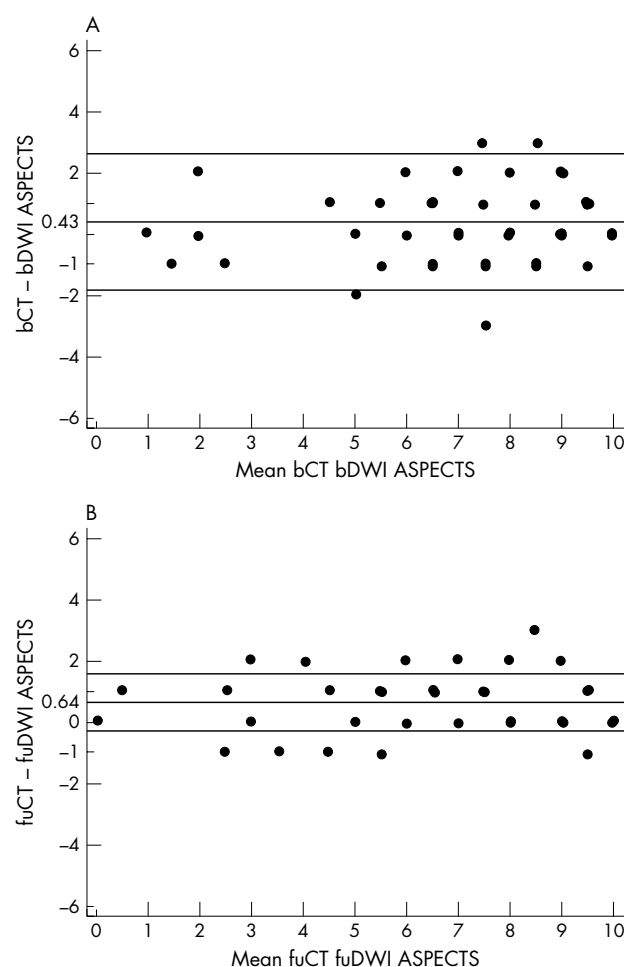 A
6
4
2
0.43
–1
–2
–4
–6
bCT – bDWI ASPECTS
0 1 2 3 4 5 6 7 8 9 10
Mean bCT bDWI ASPECTS
B
6
4
2
0.64
0
–1
–2
–4
–6
fuCT – fuDWI ASPECTS
0 1 2 3 4 5 6 7 8 9 10
Mean fuCT fuDWI ASPECTS